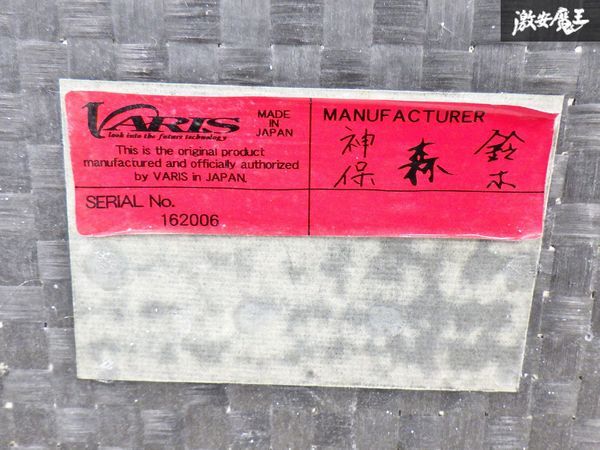 激安魔王
VARIS
look into the future technology
MADE
IN
JAPAN
This is the original product
manufactured and officially authorized
by VARIS in JAPAN.
SERIAL No.
162006
MANUFACTURER
神保
森
鈴木